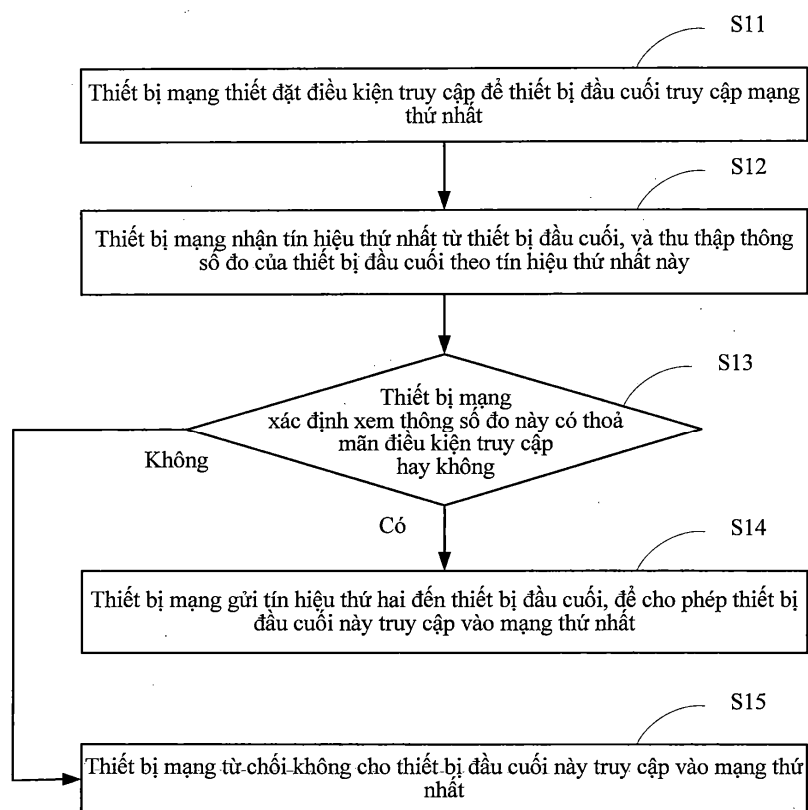 S11
Thiết bị mạng thiết đặt điều kiện truy cập để thiết bị đầu cuối truy cập mạng
thứ nhất
S12
Thiết bị mạng nhận tín hiệu thứ nhất từ thiết bị đầu cuối, và thu thập thông
số đo của thiết bị đầu cuối theo tín hiệu thứ nhất này
S13
Thiết bị mạng
xác định xem thông số đo này có thoả
mãn điều kiện truy cập
hay không
Không
Có
S14
Thiết bị mạng gửi tín hiệu thứ hai đến thiết bị đầu cuối, để cho phép thiết bị
đầu cuối này truy cập vào mạng thứ nhất
S15
Thiết bị mạng từ chối không cho thiết bị đầu cuối này truy cập vào mạng thứ
nhất